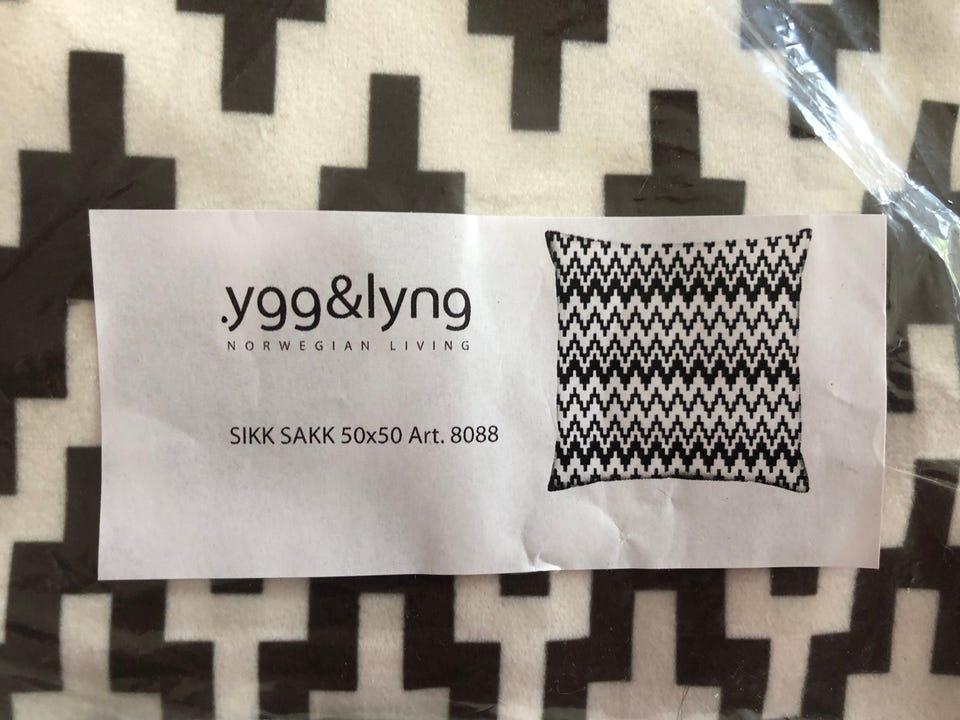 .ygg&lyng
NORWEGIAN LIVING
SIKK SAKK 50x50 Art. 8088